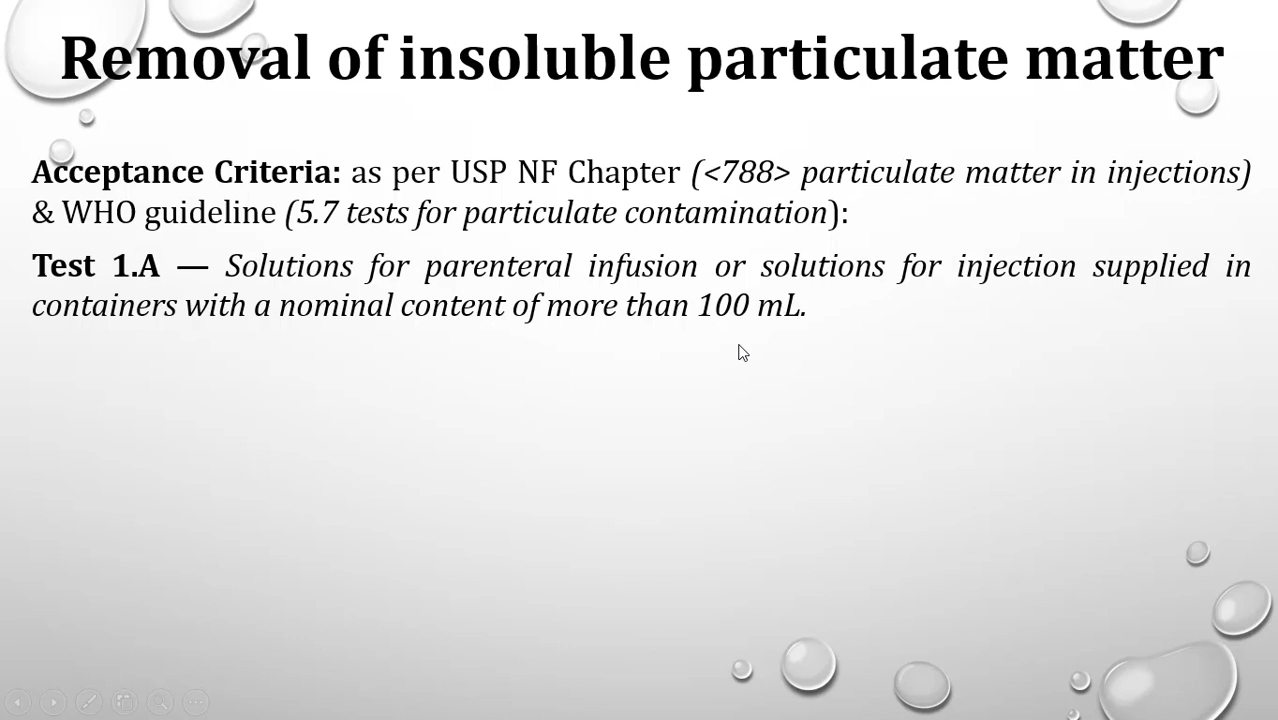 Removal of insoluble particulate matter
Acceptance Criteria: as per USP NF Chapter (<788> particulate matter in injections)
& WHO guideline (5.7 tests for particulate contamination):
Test 1.A — Solutions for parenteral infusion or solutions for injection supplied in
containers with a nominal content of more than 100 mL.